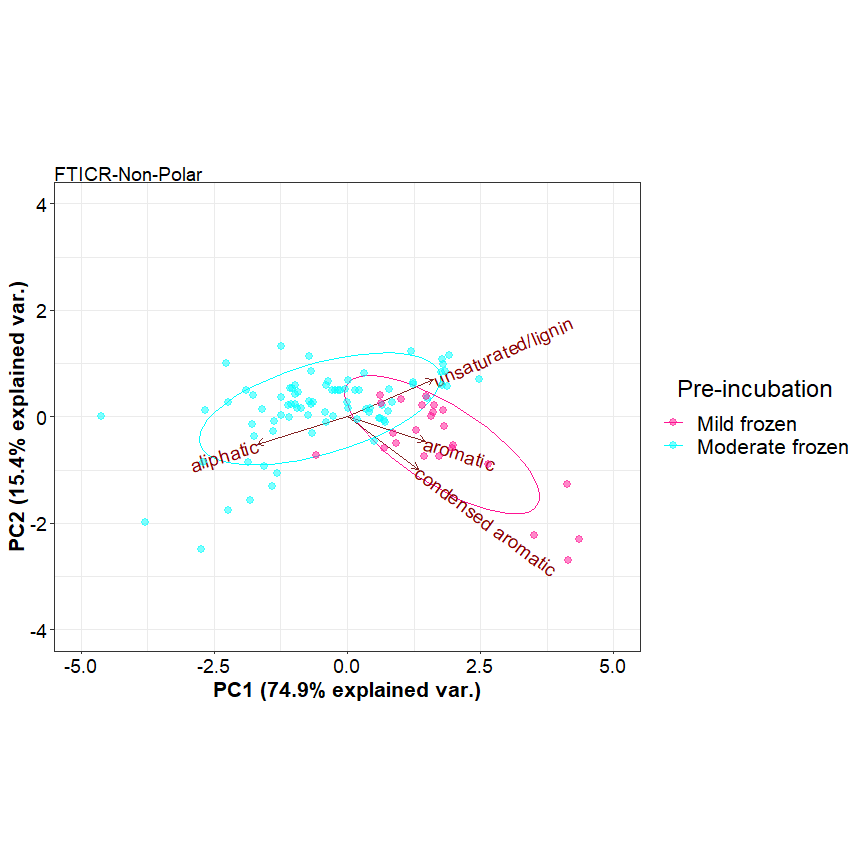 FTICR-Non-Polar
4
2
0
-2
-4
PC2 (15.4% explained var.)
unsaturated/lignin
aliphatic
aromatic
condensed aromatic
-5.0 -2.5 0.0 2.5 5.0
PC1 (74.9% explained var.)
Pre-incubation
Mild frozen
Moderate frozen